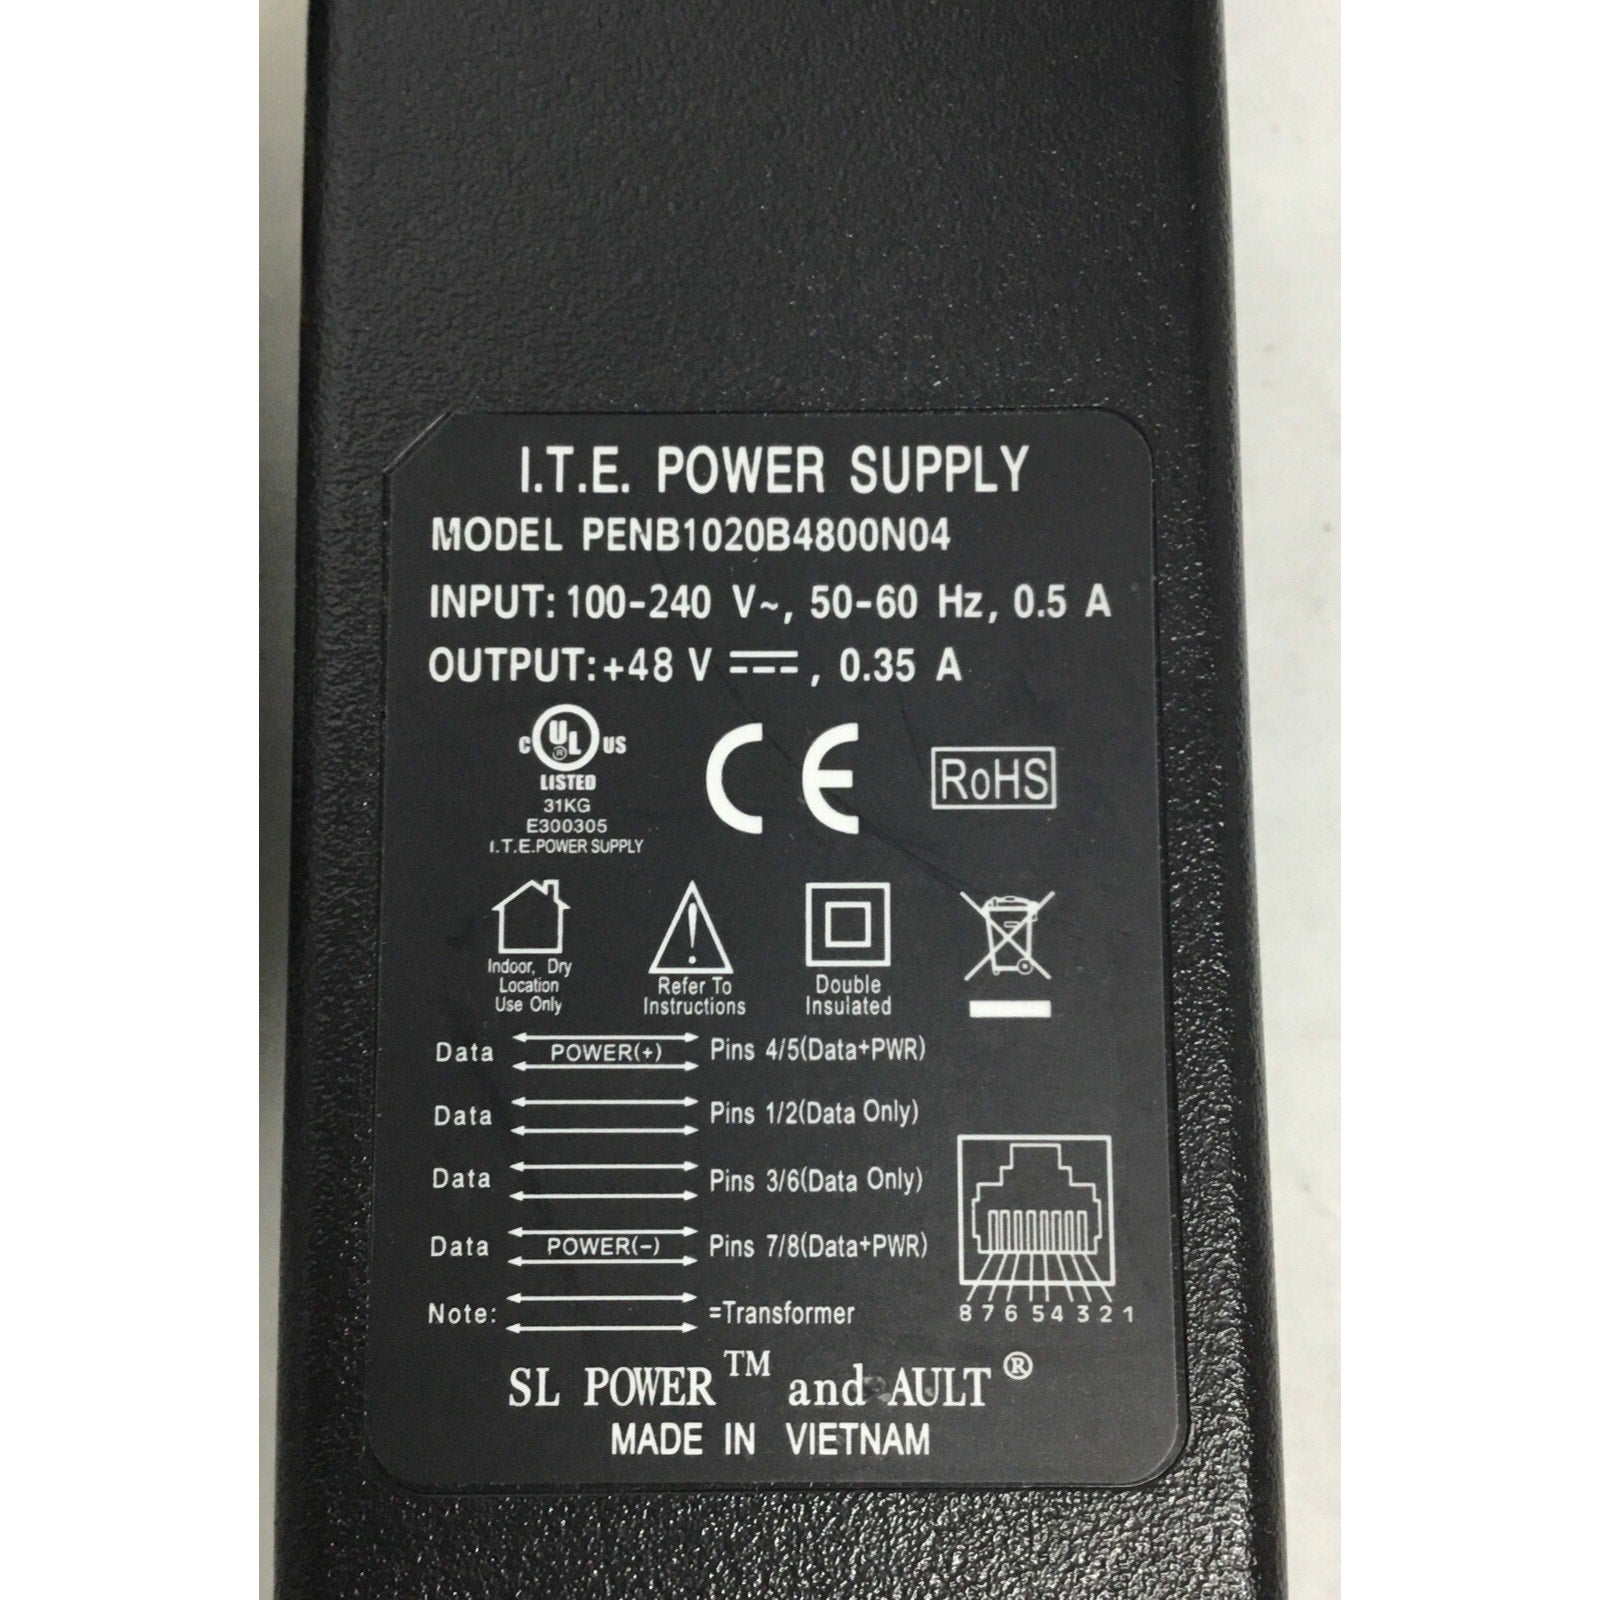 I.T.E. POWER SUPPLY
MODEL PENB1020B4800N04
INPUT: 100-240 V~, 50-60 Hz, 0.5 A
OUTPUT:+48 V ⎓, 0.35 A
C UL ® US
LISTED
31KG
E300305
I.T.E.POWER SUPPLY
CE
RoHS
Indoor, Dry
Location
Use Only
Refer To
Instructions
Double
Insulated
Data POWER(+) Pins 4/5(Data+PWR)
Data Pins 1/2(Data Only)
Data Pins 3/6(Data Only)
Data POWER(-) Pins 7/8(Data+PWR)
Note: =Transformer
8 7 6 5 4 3 2 1
SL POWER™ and AULT®
MADE IN VIETNAM